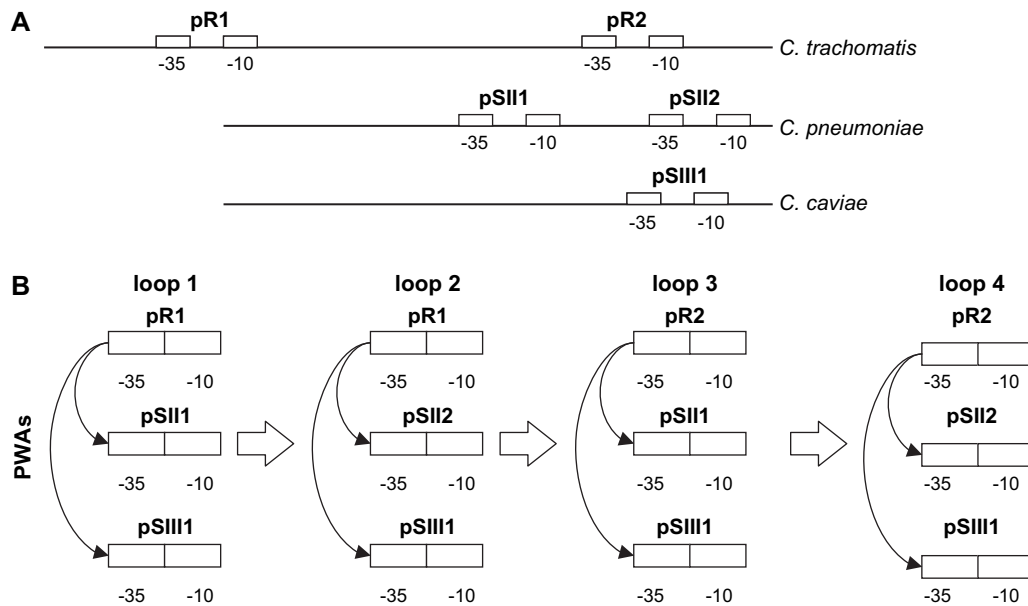 A
pR1 pR2
-35 -10 -35 -10 C. trachomatis
pSII1 pSII2
-35 -10 -35 -10 C. pneumoniae
pSIII1
-35 -10 C. caviae
B
loop 1 loop 2 loop 3 loop 4
pR1 pR1 pR2 pR2
-35 -10 -35 -10 -35 -10 -35 -10
PWAs
pSII1 pSII2 pSII1 pSII2
-35 -10 -35 -10 -35 -10 -35 -10
pSIII1 pSIII1 pSIII1 pSIII1
-35 -10 -35 -10 -35 -10 -35 -10